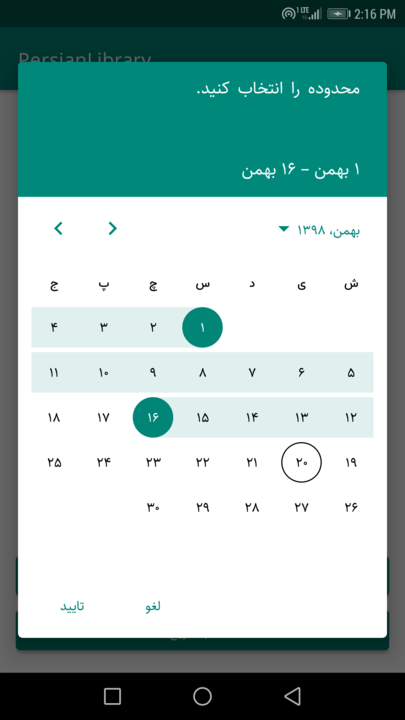 2:16 PM
PersianLibrary
محدوده را انتخاب کنید.
۱ بهمن – ۱۶ بهمن
بهمن، ۱۳۹۸
ش ی د س چ پ ج
۱ ۲ ۳ ۴
۵ ۶ ۷ ۸ ۹ ۱۰ ۱۱
۱۲ ۱۳ ۱۴ ۱۵ ۱۶ ۱۷ ۱۸
۱۹ ۲۰ ۲۱ ۲۲ ۲۳ ۲۴ ۲۵
۲۶ ۲۷ ۲۸ ۲۹ ۳۰
لغو تایید